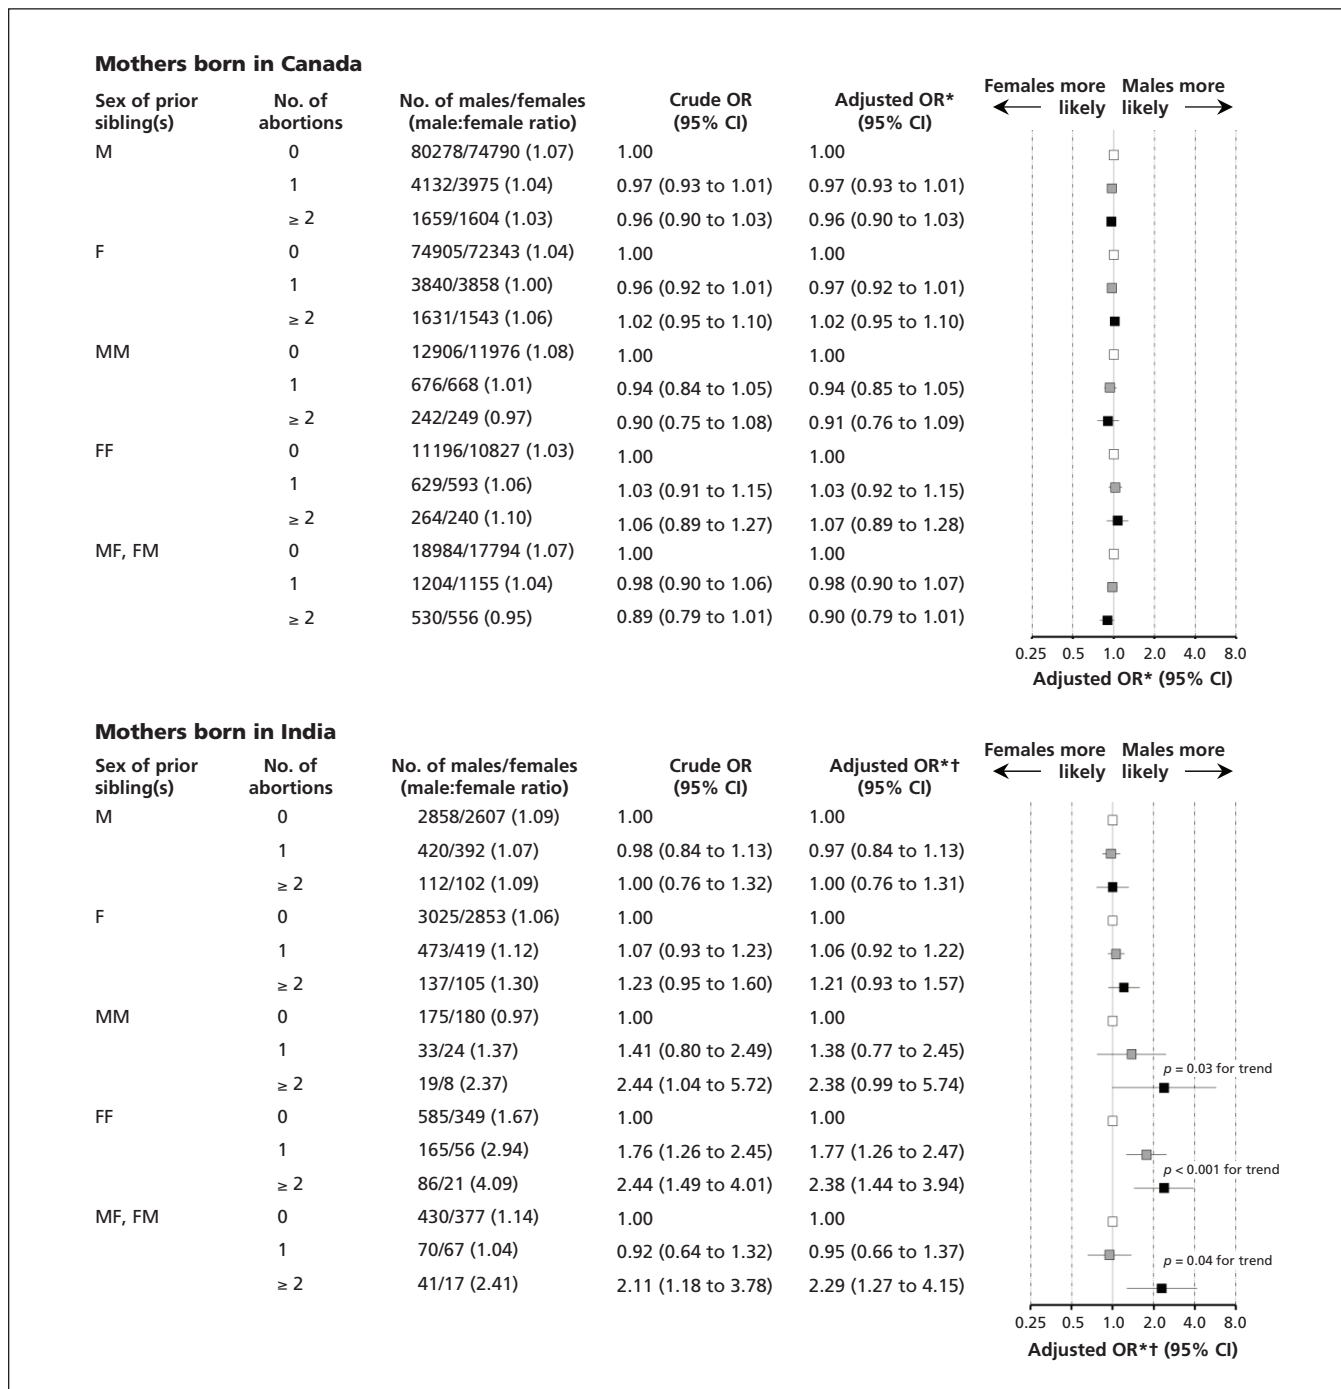 Mothers born in Canada
Sex of prior sibling(s) No. of abortions No. of males/females (male:female ratio) Crude OR (95% CI) Adjusted OR* (95% CI) Females more likely Males more likely
M 0 80278/74790 (1.07) 1.00 1.00
1 4132/3975 (1.04) 0.97 (0.93 to 1.01) 0.97 (0.93 to 1.01)
≥ 2 1659/1604 (1.03) 0.96 (0.90 to 1.03) 0.96 (0.90 to 1.03)
F 0 74905/72343 (1.04) 1.00 1.00
1 3840/3858 (1.00) 0.96 (0.92 to 1.01) 0.97 (0.92 to 1.01)
≥ 2 1631/1543 (1.06) 1.02 (0.95 to 1.10) 1.02 (0.95 to 1.10)
MM 0 12906/11976 (1.08) 1.00 1.00
1 676/668 (1.01) 0.94 (0.84 to 1.05) 0.94 (0.85 to 1.05)
≥ 2 242/249 (0.97) 0.90 (0.75 to 1.08) 0.91 (0.76 to 1.09)
FF 0 11196/10827 (1.03) 1.00 1.00
1 629/593 (1.06) 1.03 (0.91 to 1.15) 1.03 (0.92 to 1.15)
≥ 2 264/240 (1.10) 1.06 (0.89 to 1.27) 1.07 (0.89 to 1.28)
MF, FM 0 18984/17794 (1.07) 1.00 1.00
1 1204/1155 (1.04) 0.98 (0.90 to 1.06) 0.98 (0.90 to 1.07)
≥ 2 530/556 (0.95) 0.89 (0.79 to 1.01) 0.90 (0.79 to 1.01)
0.25 0.5 1.0 2.0 4.0 8.0
Adjusted OR* (95% CI)
Mothers born in India
Sex of prior sibling(s) No. of abortions No. of males/females (male:female ratio) Crude OR (95% CI) Adjusted OR*† (95% CI) Females more likely Males more likely
M 0 2858/2607 (1.09) 1.00 1.00
1 420/392 (1.07) 0.98 (0.84 to 1.13) 0.97 (0.84 to 1.13)
≥ 2 112/102 (1.09) 1.00 (0.76 to 1.32) 1.00 (0.76 to 1.31)
F 0 3025/2853 (1.06) 1.00 1.00
1 473/419 (1.12) 1.07 (0.93 to 1.23) 1.06 (0.92 to 1.22)
≥ 2 137/105 (1.30) 1.23 (0.95 to 1.60) 1.21 (0.93 to 1.57)
MM 0 175/180 (0.97) 1.00 1.00
1 33/24 (1.37) 1.41 (0.80 to 2.49) 1.38 (0.77 to 2.45)
p = 0.03 for trend
≥ 2 19/8 (2.37) 2.44 (1.04 to 5.72) 2.38 (0.99 to 5.74)
FF 0 585/349 (1.67) 1.00 1.00
1 165/56 (2.94) 1.76 (1.26 to 2.45) 1.77 (1.26 to 2.47)
p < 0.001 for trend
≥ 2 86/21 (4.09) 2.44 (1.49 to 4.01) 2.38 (1.44 to 3.94)
MF, FM 0 430/377 (1.14) 1.00 1.00
1 70/67 (1.04) 0.92 (0.64 to 1.32) 0.95 (0.66 to 1.37)
p = 0.04 for trend
≥ 2 41/17 (2.41) 2.11 (1.18 to 3.78) 2.29 (1.27 to 4.15)
0.25 0.5 1.0 2.0 4.0 8.0
Adjusted OR*† (95% CI)